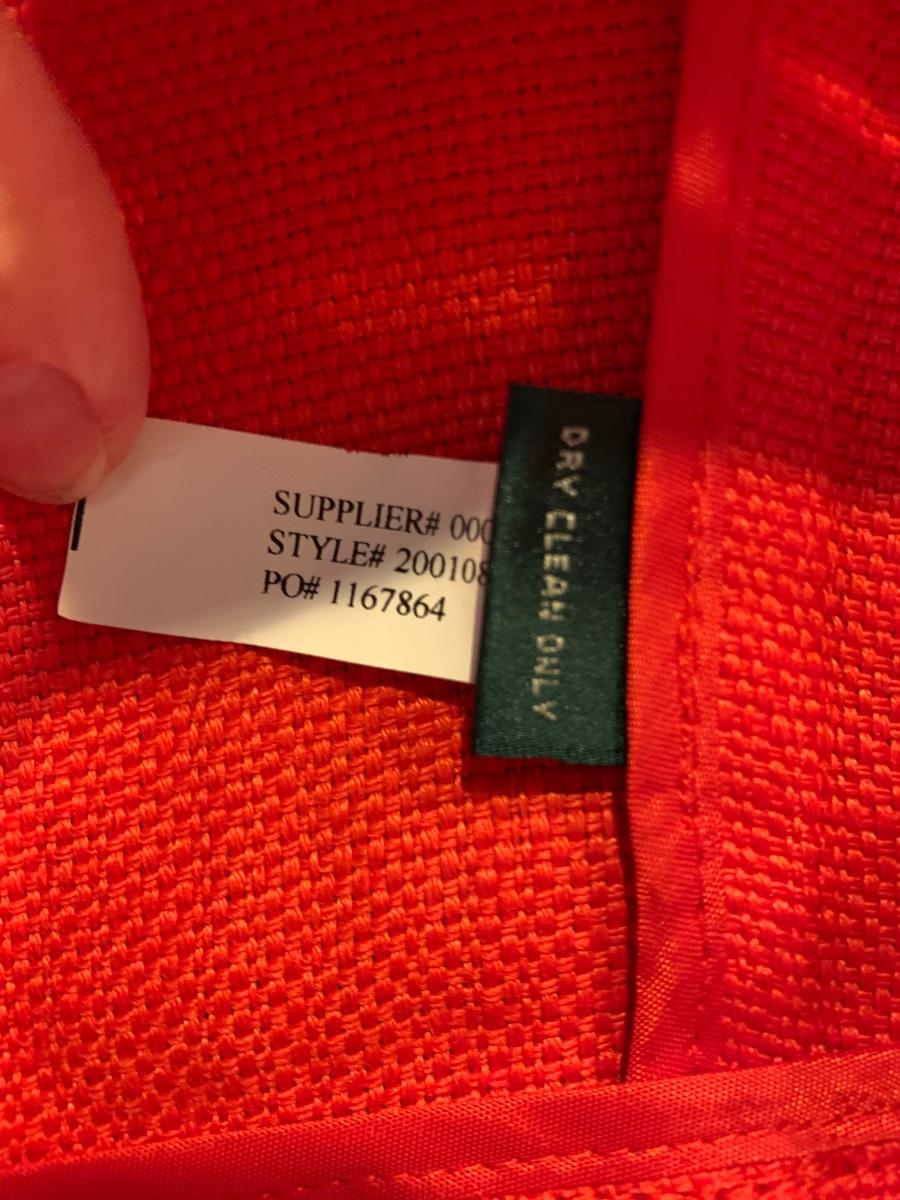 SUPPLIER# 000
STYLE# 200108
PO# 1167864
DRY CLEAN ONLY